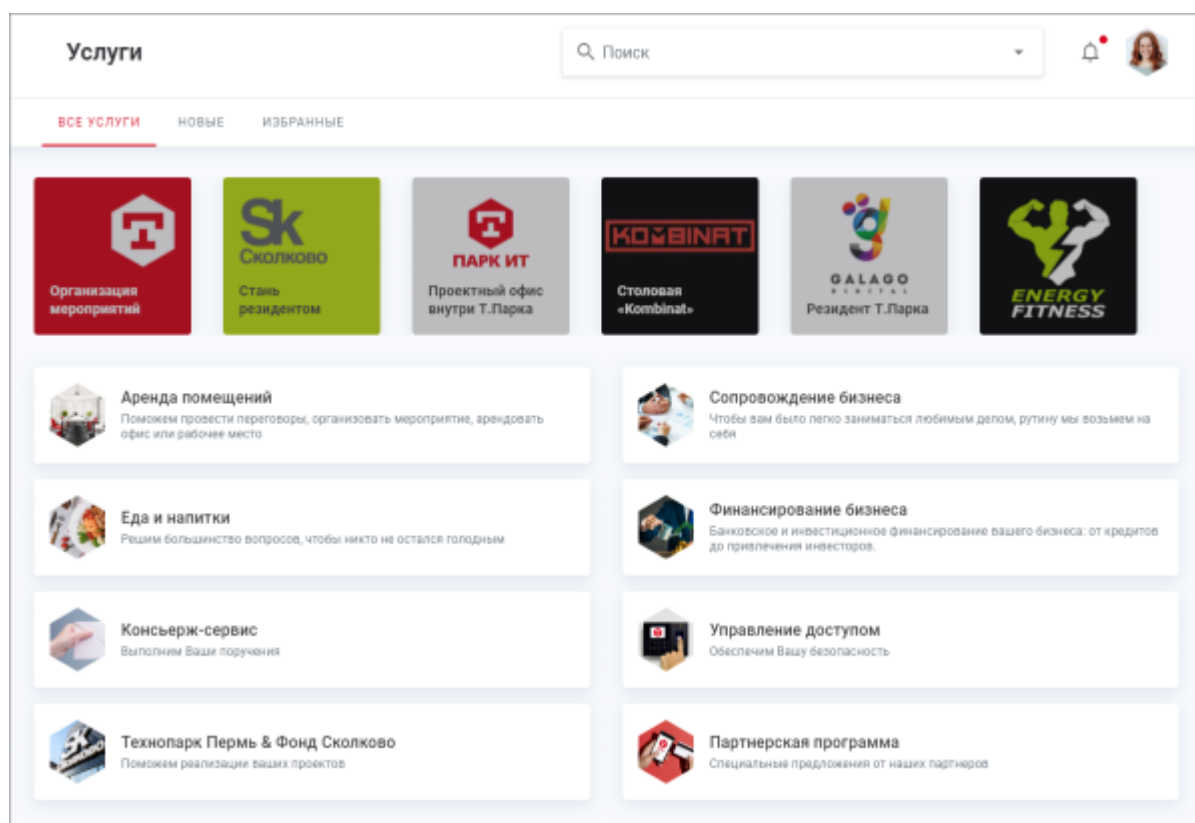 Услуги
Поиск
ВСЕ УСЛУГИ
НОВЫЕ
ИЗБРАННЫЕ
Организация
мероприятий
Sk
Сколково
Стань
резидентом
ПАРК ИТ
Проектный офис
внутри Т.Парка
KOMBINAT
Столовая
«Kombinat»
GALAGO
DIGITAL
Резидент Т.Парка
ENERGY
FITNESS
Аренда помещений
Поможем провести переговоры, организовать мероприятие, арендовать
офис или рабочее место
Сопровождение бизнеса
Чтобы вам было легко заниматься любимым делом, рутину мы возьмем на
себя
Еда и напитки
Решим большинство вопросов, чтобы никто не остался голодным
Финансирование бизнеса
Банковское и инвестиционное финансирование вашего бизнеса: от кредитов
до привлечения инвесторов.
Консьерж-сервис
Выполним Ваши поручения
Управление доступом
Обеспечим Вашу безопасность
Технопарк Пермь & Фонд Сколково
Поможем реализации ваших проектов
Партнерская программа
Специальные предложения от наших партнеров